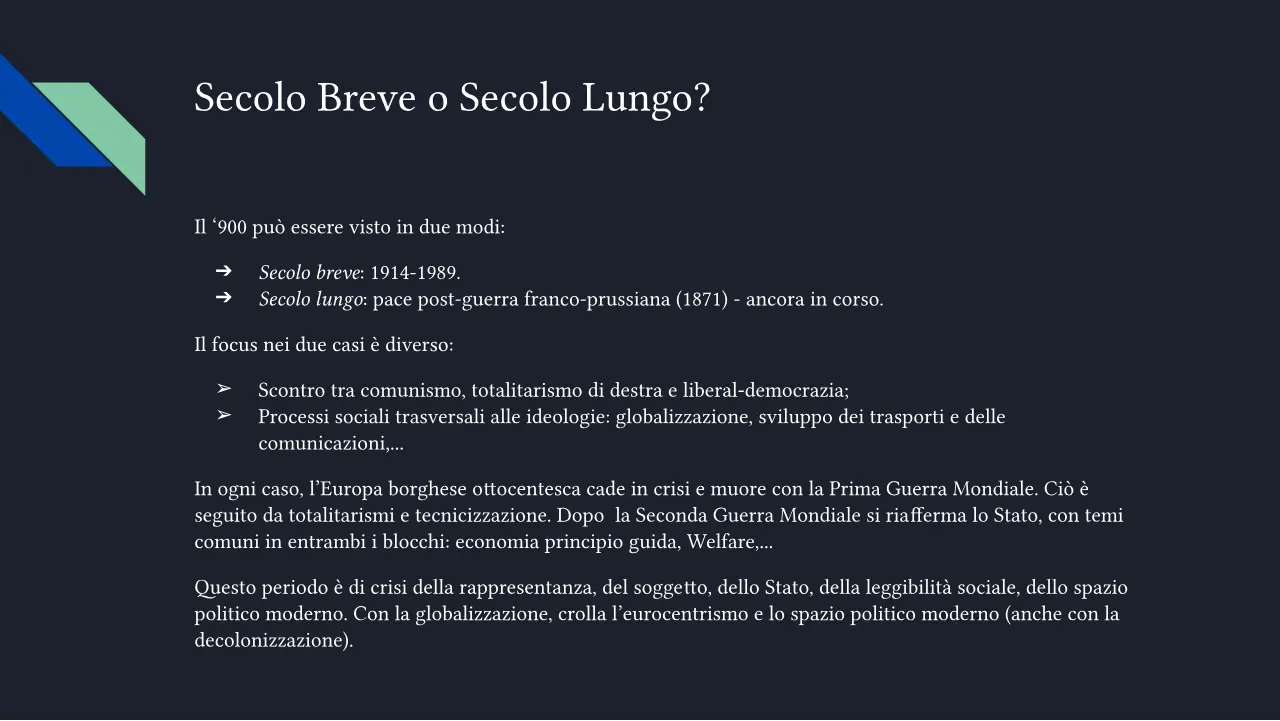 Secolo Breve o Secolo Lungo?
Il ‘900 può essere visto in due modi:
➔ Secolo breve: 1914-1989.
➔ Secolo lungo: pace post-guerra franco-prussiana (1871) - ancora in corso.
Il focus nei due casi è diverso:
➢ Scontro tra comunismo, totalitarismo di destra e liberal-democrazia;
➢ Processi sociali trasversali alle ideologie: globalizzazione, sviluppo dei trasporti e delle
comunicazioni,...
In ogni caso, l’Europa borghese ottocentesca cade in crisi e muore con la Prima Guerra Mondiale. Ciò è
seguito da totalitarismi e tecnicizzazione. Dopo  la Seconda Guerra Mondiale si riafferma lo Stato, con temi
comuni in entrambi i blocchi: economia principio guida, Welfare,...
Questo periodo è di crisi della rappresentanza, del soggetto, dello Stato, della leggibilità sociale, dello spazio
politico moderno. Con la globalizzazione, crolla l’eurocentrismo e lo spazio politico moderno (anche con la
decolonizzazione).